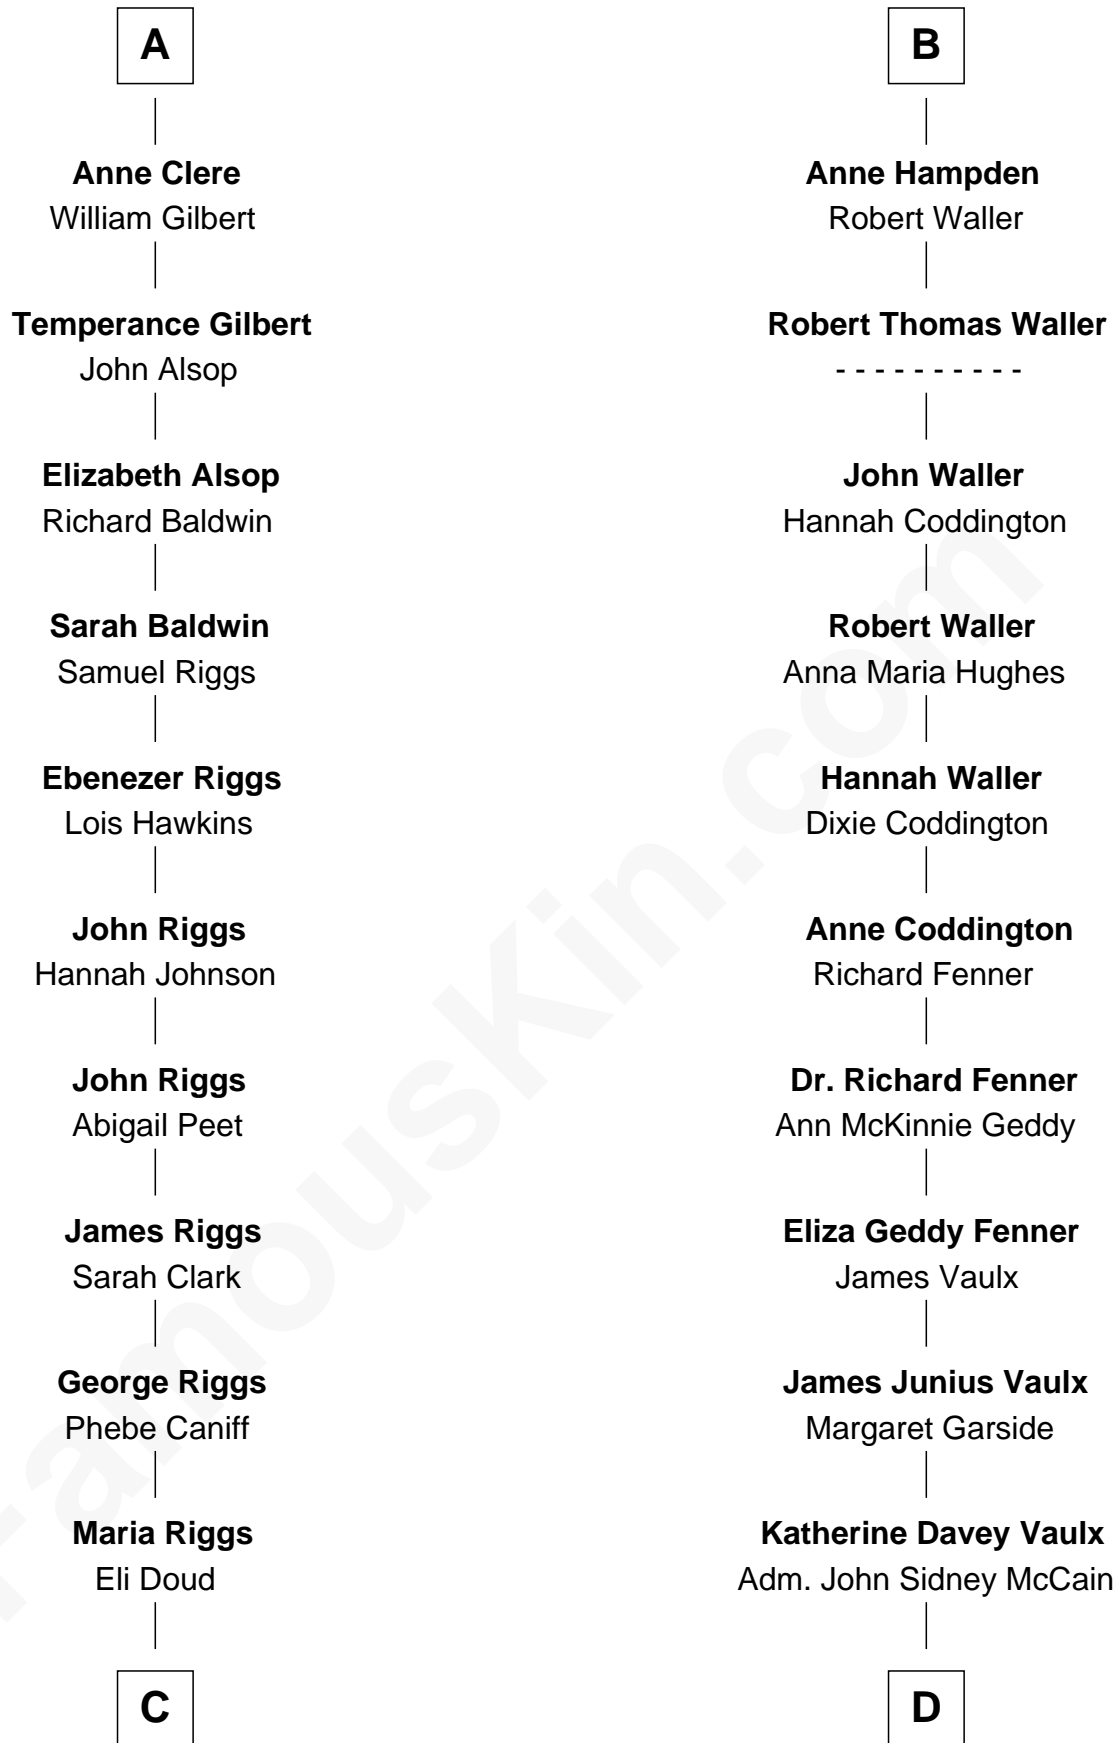 A
Anne Clere
William Gilbert
Temperance Gilbert
John Alsop
Elizabeth Alsop
Richard Baldwin
Sarah Baldwin
Samuel Riggs
Ebenezer Riggs
Lois Hawkins
John Riggs
Hannah Johnson
John Riggs
Abigail Peet
James Riggs
Sarah Clark
George Riggs
Phebe Caniff
Maria Riggs
Eli Doud
C
B
Anne Hampden
Robert Waller
Robert Thomas Waller
- - - - - - - - - -
John Waller
Hannah Coddington
Robert Waller
Anna Maria Hughes
Hannah Waller
Dixie Coddington
Anne Coddington
Richard Fenner
Dr. Richard Fenner
Ann McKinnie Geddy
Eliza Geddy Fenner
James Vaulx
James Junius Vaulx
Margaret Garside
Katherine Davey Vaulx
Adm. John Sidney McCain
D
FamousKin.com